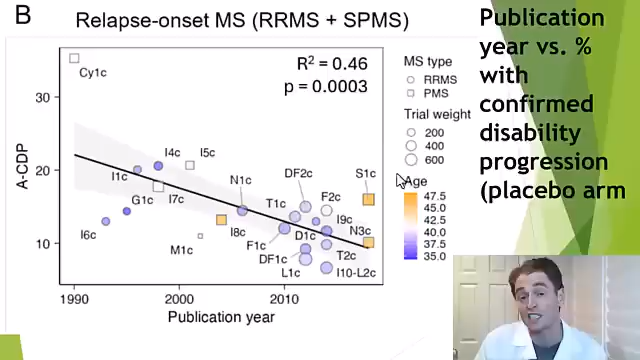 B Relapse-onset MS (RRMS + SPMS)
R² = 0.46
p = 0.0003
A-CDP
30
20
10
Cy1c
I4c
I5c
I1c
G1c
I7c
I6c
M1c
I8c
N1c
DF2c
T1c
F2c
S1c
I9c
N3c
F1c
D1c
DF1c
T2c
L1c
I10-L2c
1990 2000 2010
Publication year
MS type
RRMS
PMS
Trial weight
200
400
600
Age
47.5
45.0
42.5
40.0
37.5
35.0
Publication
year vs. %
with
confirmed
disability
progression
(placebo arm